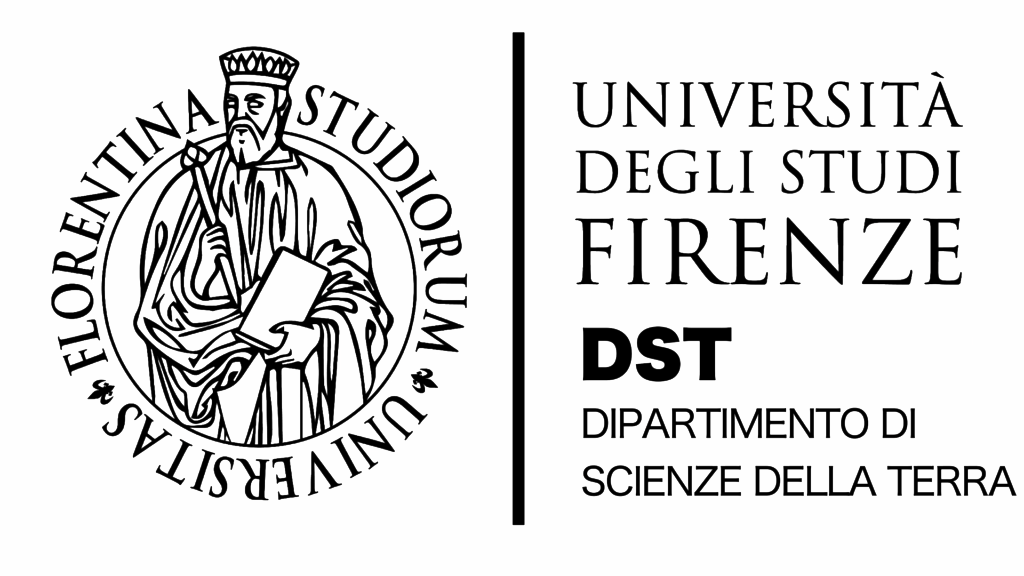 FLORENTINA STUDIORUM UNIVERSITAS
UNIVERSITÀ
DEGLI STUDI
FIRENZE
DST
DIPARTIMENTO DI
SCIENZE DELLA TERRA